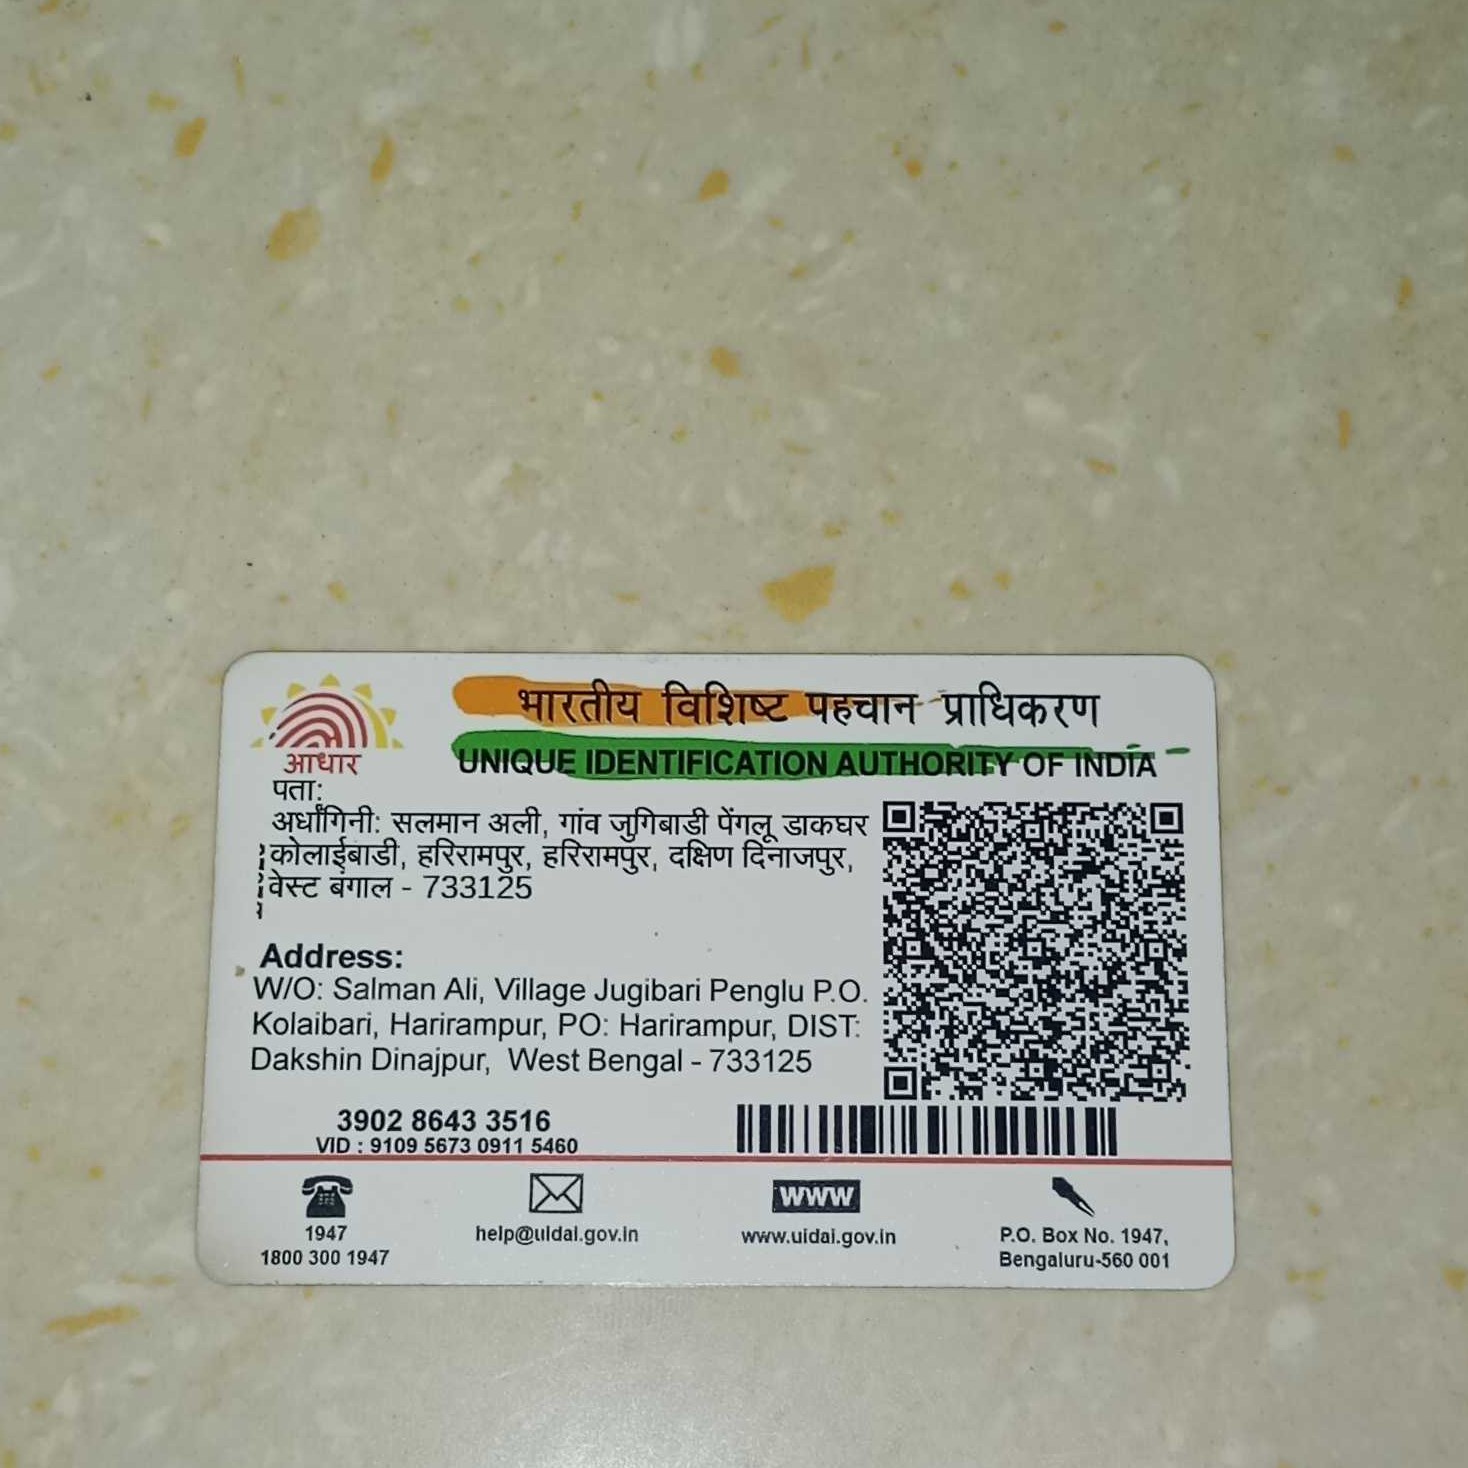 भारतीय विशिष्ट पहचान प्राधिकरण
UNIQUE IDENTIFICATION AUTHORITY OF INDIA
आधार
पता:
अर्धांगिनी: सलमान अली, गांव जुगिबाडी पेंगलू डाकघर
कोलाईबाडी, हरिरामपुर, हरिरामपुर, दक्षिण दिनाजपुर,
वेस्ट बंगाल - 733125
Address:
W/O: Salman Ali, Village Jugibari Penglu P.O.
Kolaibari, Harirampur, PO: Harirampur, DIST:
Dakshin Dinajpur, West Bengal - 733125
3902 8643 3516
VID : 9109 5673 0911 5460
1947
1800 300 1947
help@uidai.gov.in
WWW
www.uidai.gov.in
P.O. Box No. 1947,
Bengaluru-560 001